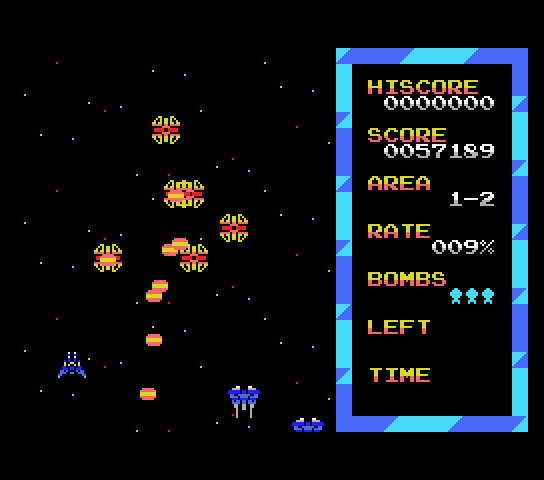 HISCORE
0000000
SCORE
0057189
AREA
1-2
RATE
009%
BOMBS
LEFT
TIME